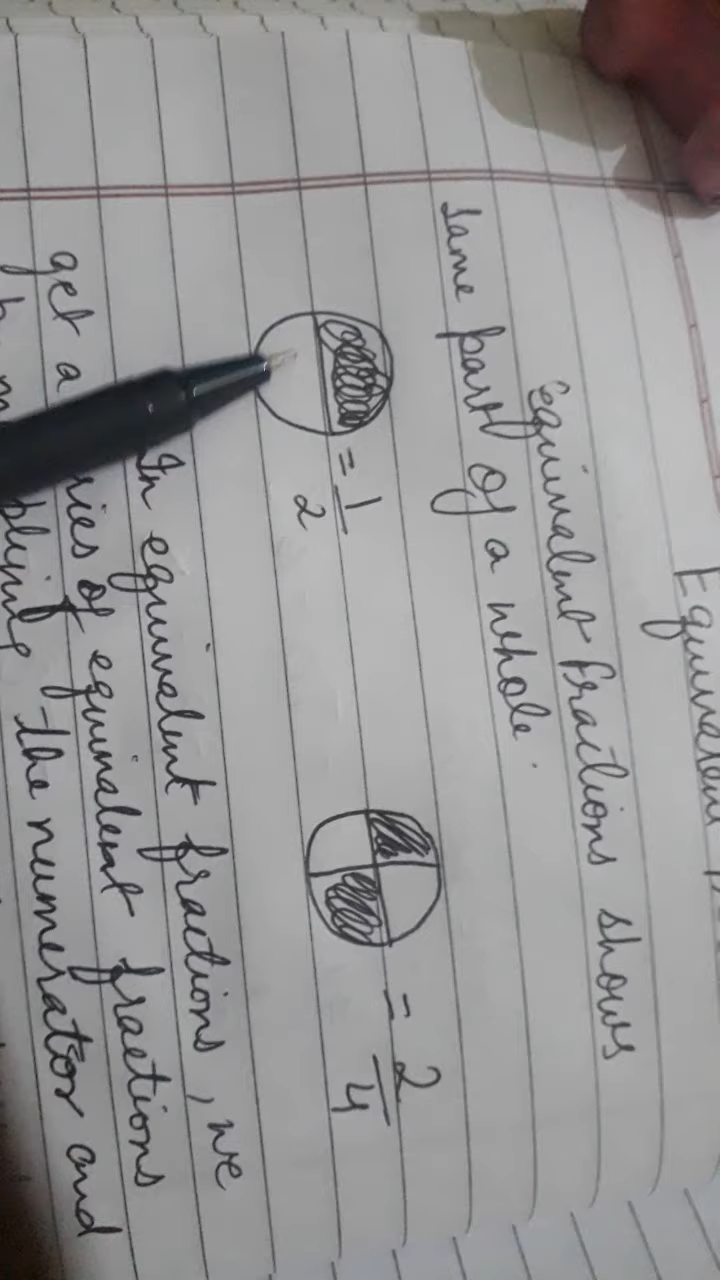 Equivalent
Equivalent fractions shows
same part of a whole.
= 1/2 = 2/4
In equivalent fractions, we
get a ries of equivalent fractions
the numerator and